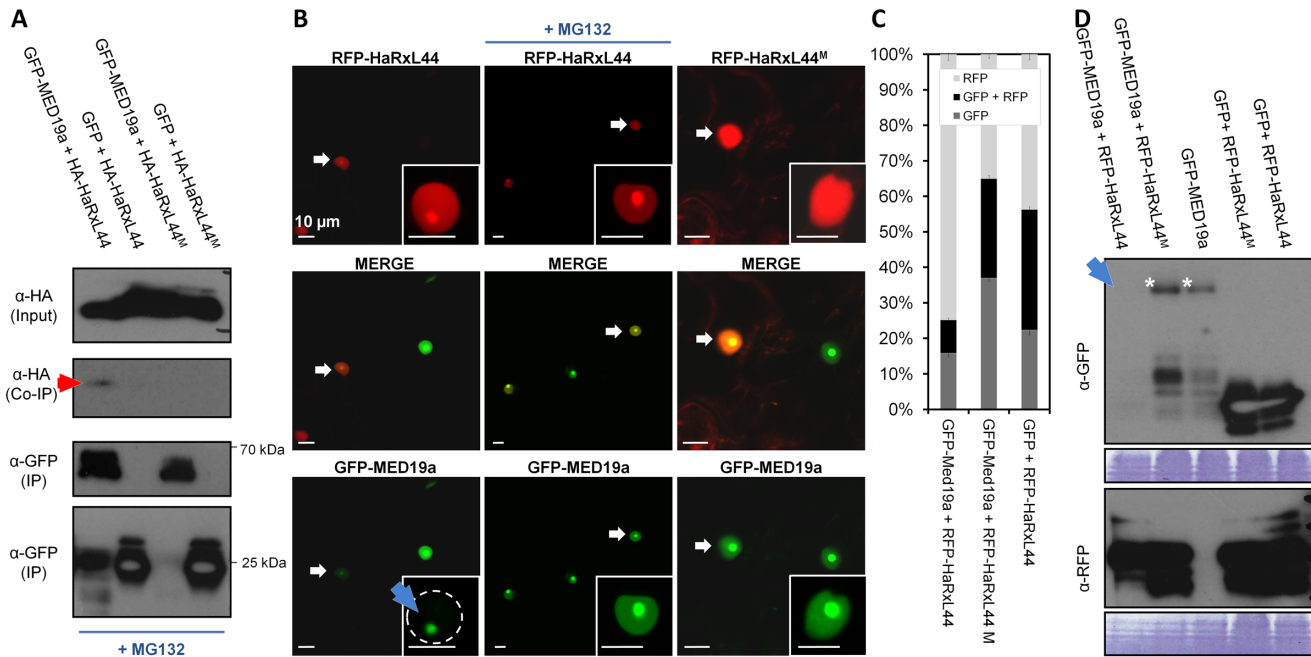 A
GFP-MED19a + HA-HaRxL44
GFP + HA-HaRxL44
GFP-MED19a + HA-HaRxL44ᴹ
GFP + HA-HaRxL44ᴹ
α-HA
(Input)
α-HA
(Co-IP)
α-GFP
(IP)
70 kDa
α-GFP
(IP)
25 kDa
+ MG132
B
+ MG132
RFP-HaRxL44
RFP-HaRxL44
RFP-HaRxL44ᴹ
10 µm
MERGE
MERGE
MERGE
GFP-MED19a
GFP-MED19a
GFP-MED19a
C
100%
90%
80%
70%
60%
50%
40%
30%
20%
10%
0%
RFP
GFP + RFP
GFP
GFP-Med19a + RFP-HaRxL44
GFP-Med19a + RFP-HaRxL44 M
GFP + RFP-HaRxL44
D
GFP-MED19a + RFP-HaRxL44
GFP-MED19a + RFP-HaRxL44ᴹ
GFP-MED19a
GFP+ RFP-HaRxL44ᴹ
GFP+ RFP-HaRxL44
* *
α-GFP
α-RFP